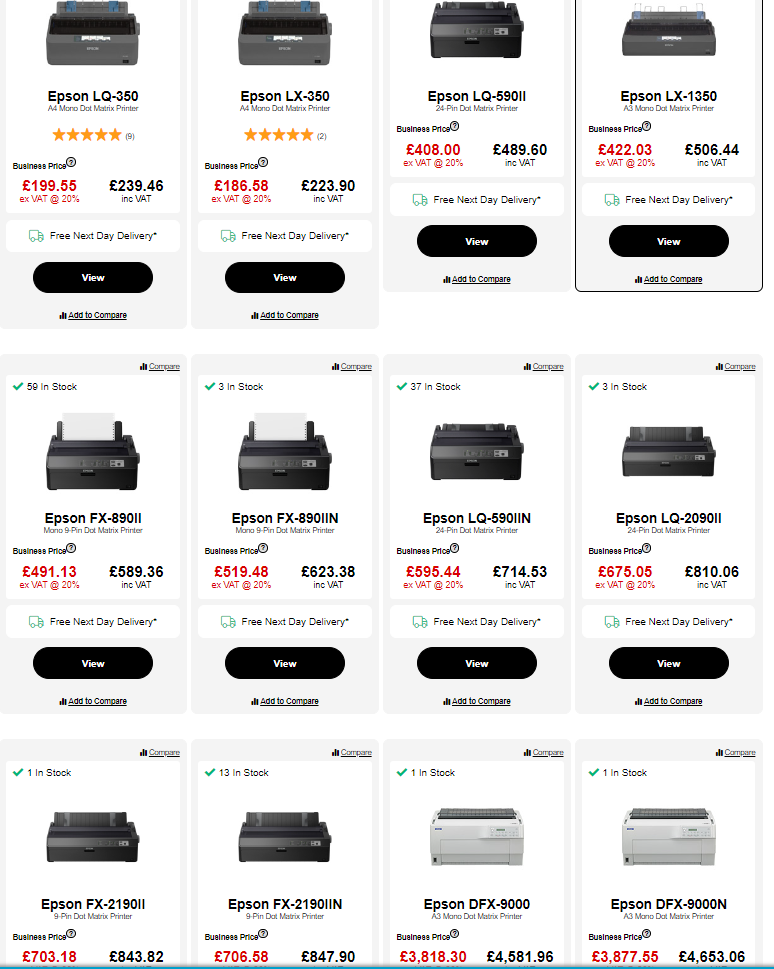 Epson LQ-350
A4 Mono Dot Matrix Printer
(9)
Business Price?
£199.55 £239.46
ex VAT @ 20% inc VAT
Free Next Day Delivery*
View
Add to Compare
Epson LX-350
A4 Mono Dot Matrix Printer
(2)
Business Price?
£186.58 £223.90
ex VAT @ 20% inc VAT
Free Next Day Delivery*
View
Add to Compare
Epson LQ-590II
24-Pin Dot Matrix Printer
Business Price?
£408.00 £489.60
ex VAT @ 20% inc VAT
Free Next Day Delivery*
View
Add to Compare
Epson LX-1350
A3 Mono Dot Matrix Printer
Business Price?
£422.03 £506.44
ex VAT @ 20% inc VAT
Free Next Day Delivery*
View
Add to Compare
Compare
59 In Stock
Epson FX-890II
Mono 9-Pin Dot Matrix Printer
Business Price?
£491.13 £589.36
ex VAT @ 20% inc VAT
Free Next Day Delivery*
View
Add to Compare
Compare
3 In Stock
Epson FX-890IIN
Mono 9-Pin Dot Matrix Printer
Business Price?
£519.48 £623.38
ex VAT @ 20% inc VAT
Free Next Day Delivery*
View
Add to Compare
Compare
37 In Stock
Epson LQ-590IIN
24-Pin Dot Matrix Printer
Business Price?
£595.44 £714.53
ex VAT @ 20% inc VAT
Free Next Day Delivery*
View
Add to Compare
Compare
3 In Stock
Epson LQ-2090II
24-Pin Dot Matrix Printer
Business Price?
£675.05 £810.06
ex VAT @ 20% inc VAT
Free Next Day Delivery*
View
Add to Compare
Compare
1 In Stock
Epson FX-2190II
9-Pin Dot Matrix Printer
Business Price?
£703.18 £843.82
Compare
13 In Stock
Epson FX-2190IIN
9-Pin Dot Matrix Printer
Business Price?
£706.58 £847.90
Compare
1 In Stock
Epson DFX-9000
A3 Mono Dot Matrix Printer
Business Price?
£3,818.30 £4,581.96
Compare
1 In Stock
Epson DFX-9000N
A3 Mono Dot Matrix Printer
Business Price?
£3,877.55 £4,653.06